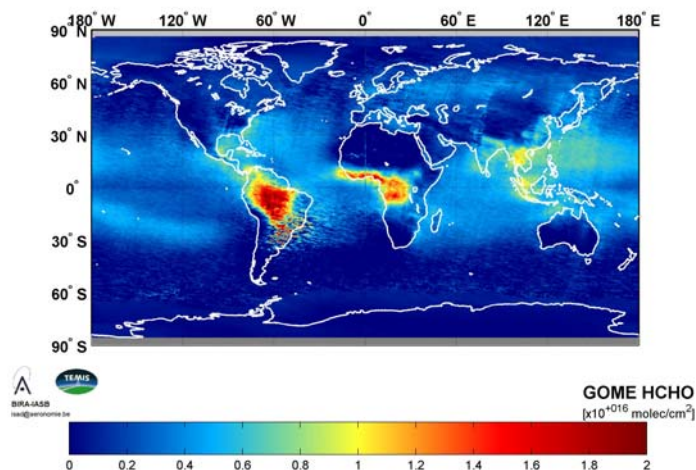 180° W 120° W 60° W 0° 60° E 120° E 180° E
90° N
60° N
30° N
0°
30° S
60° S
90° S
BIRA-IASB
TEMIS
GOME HCHO
[x10+016 molec/cm2]
0 0.2 0.4 0.6 0.8 1 1.2 1.4 1.6 1.8 2